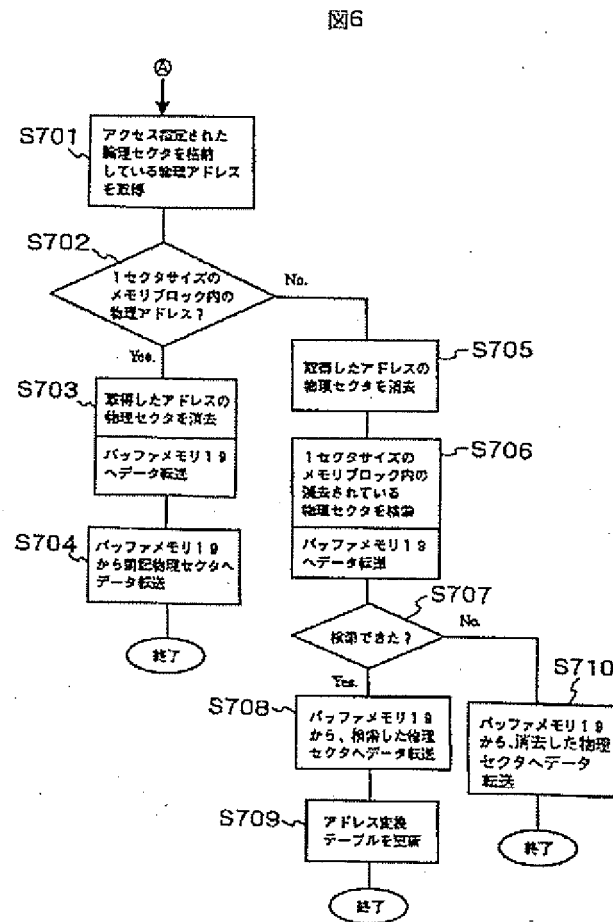 図6
Ⓐ
S701
アクセス指定された
論理セクタを格納
している物理アドレス
を取得
S702
1セクタサイズの
メモリブロック内の
物理アドレス？
No.
Yes.
S703
取得したアドレスの
物理セクタを消去
バッファメモリ19
へデータ転送
S704
バッファメモリ19
から前記物理セクタへ
データ転送
終了
S705
取得したアドレスの
物理セクタを消去
S706
1セクタサイズの
メモリブロック内の
消去されている
物理セクタを検索
バッファメモリ19
へデータ転送
S707
検索できた？
No.
Yes.
S708
バッファメモリ19
から、検索した物理
セクタへデータ転送
S709
アドレス変換
テーブルを更新
終了
S710
バッファメモリ19
から、消去した物理
セクタへデータ
転送
終了